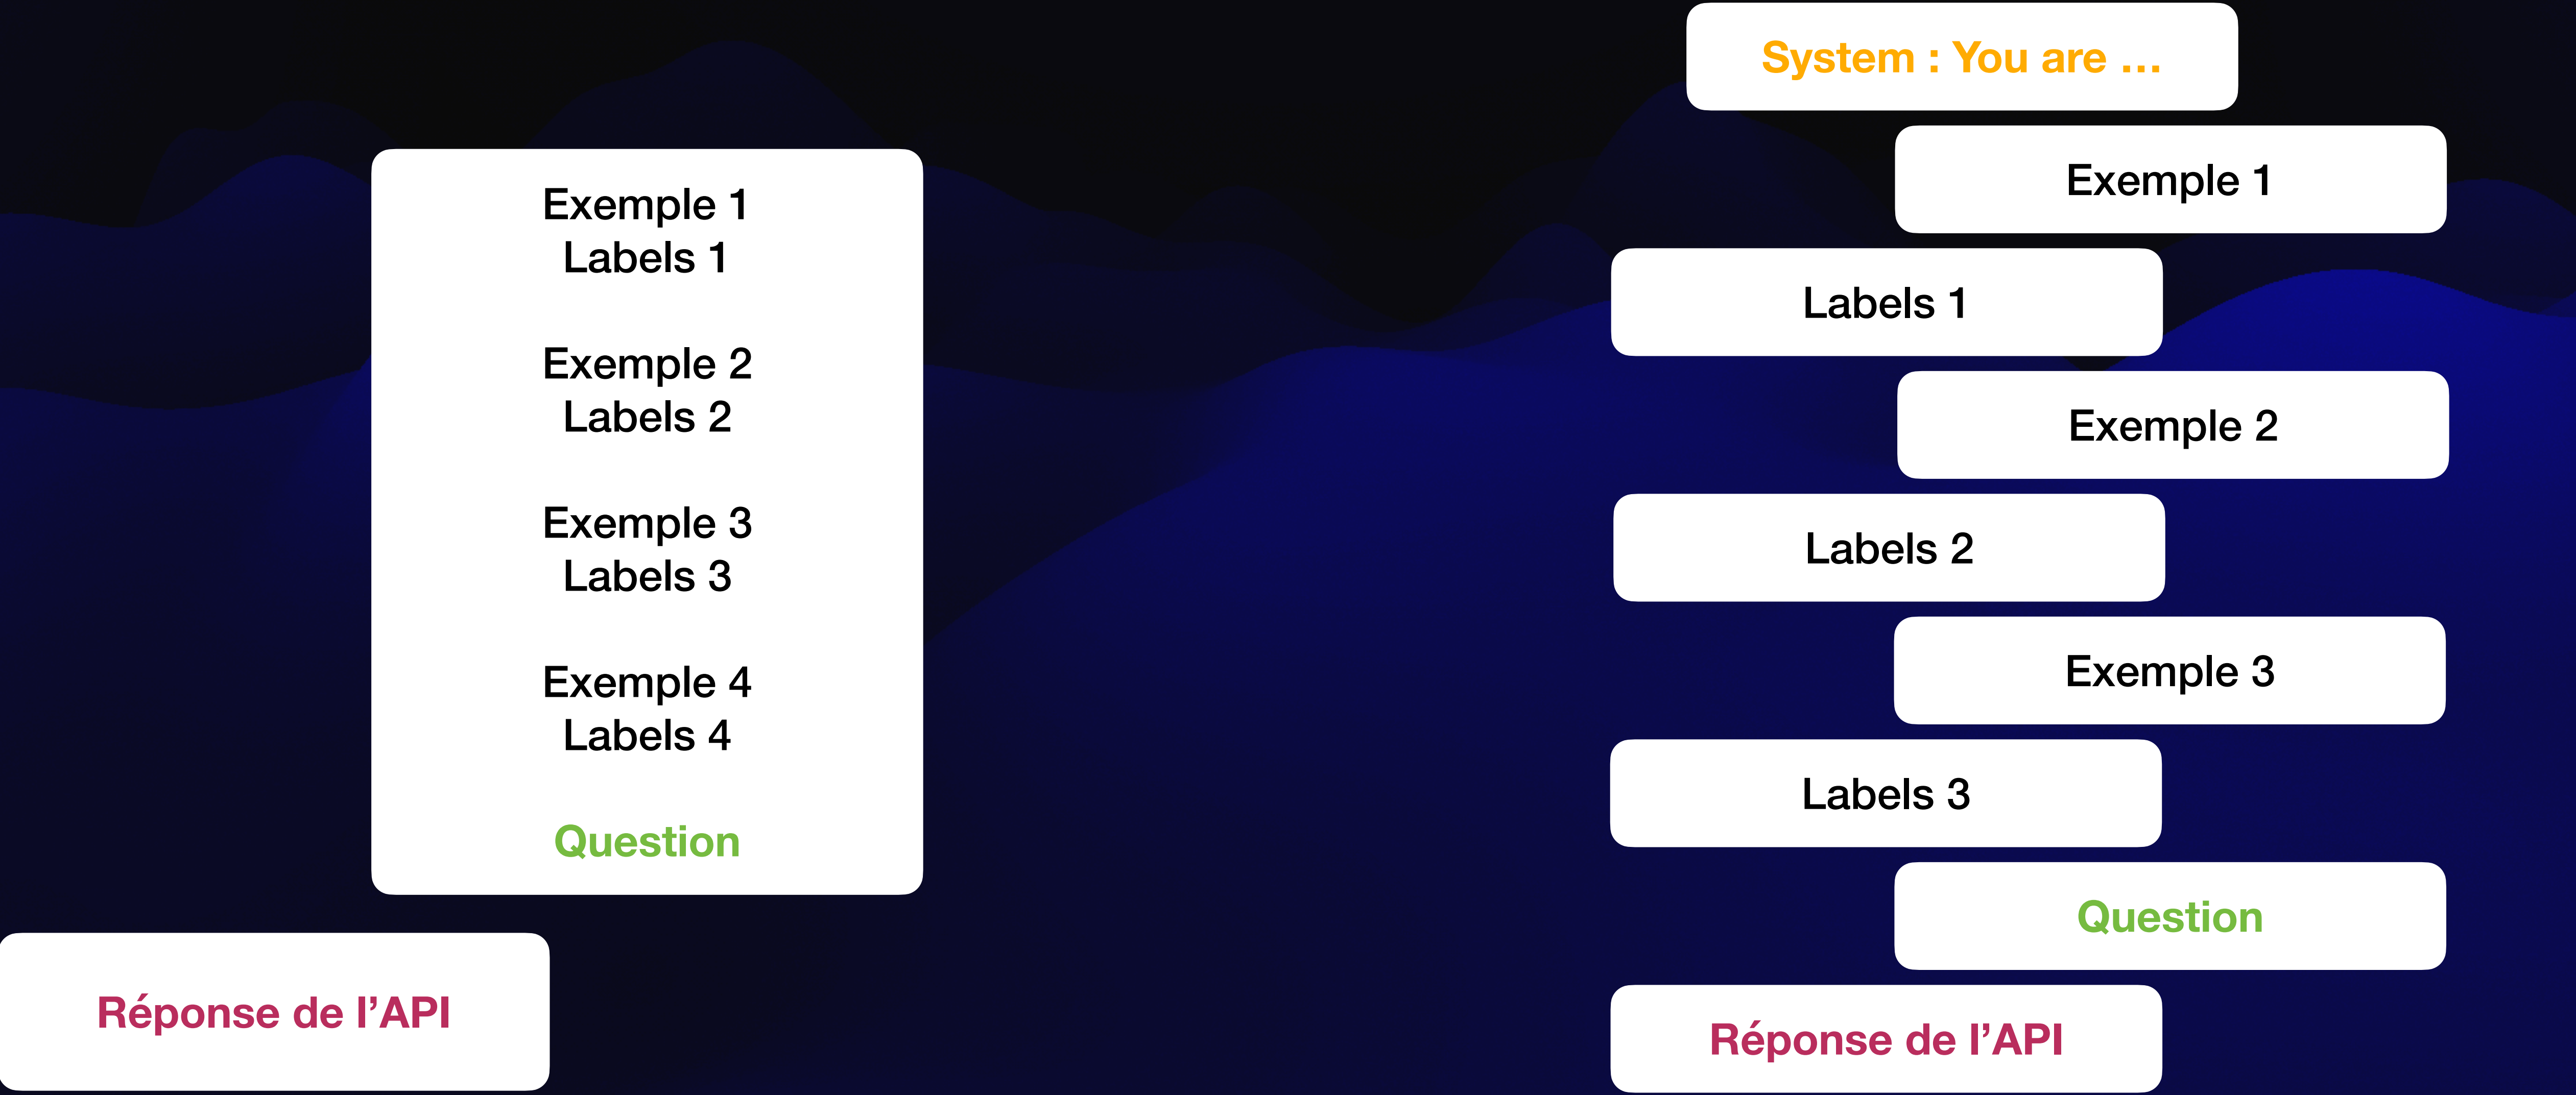 Exemple 1
Labels 1
Exemple 2
Labels 2
Exemple 3
Labels 3
Exemple 4
Labels 4
Question
Réponse de l’API
System : You are …
Exemple 1
Labels 1
Exemple 2
Labels 2
Exemple 3
Labels 3
Question
Réponse de l’API